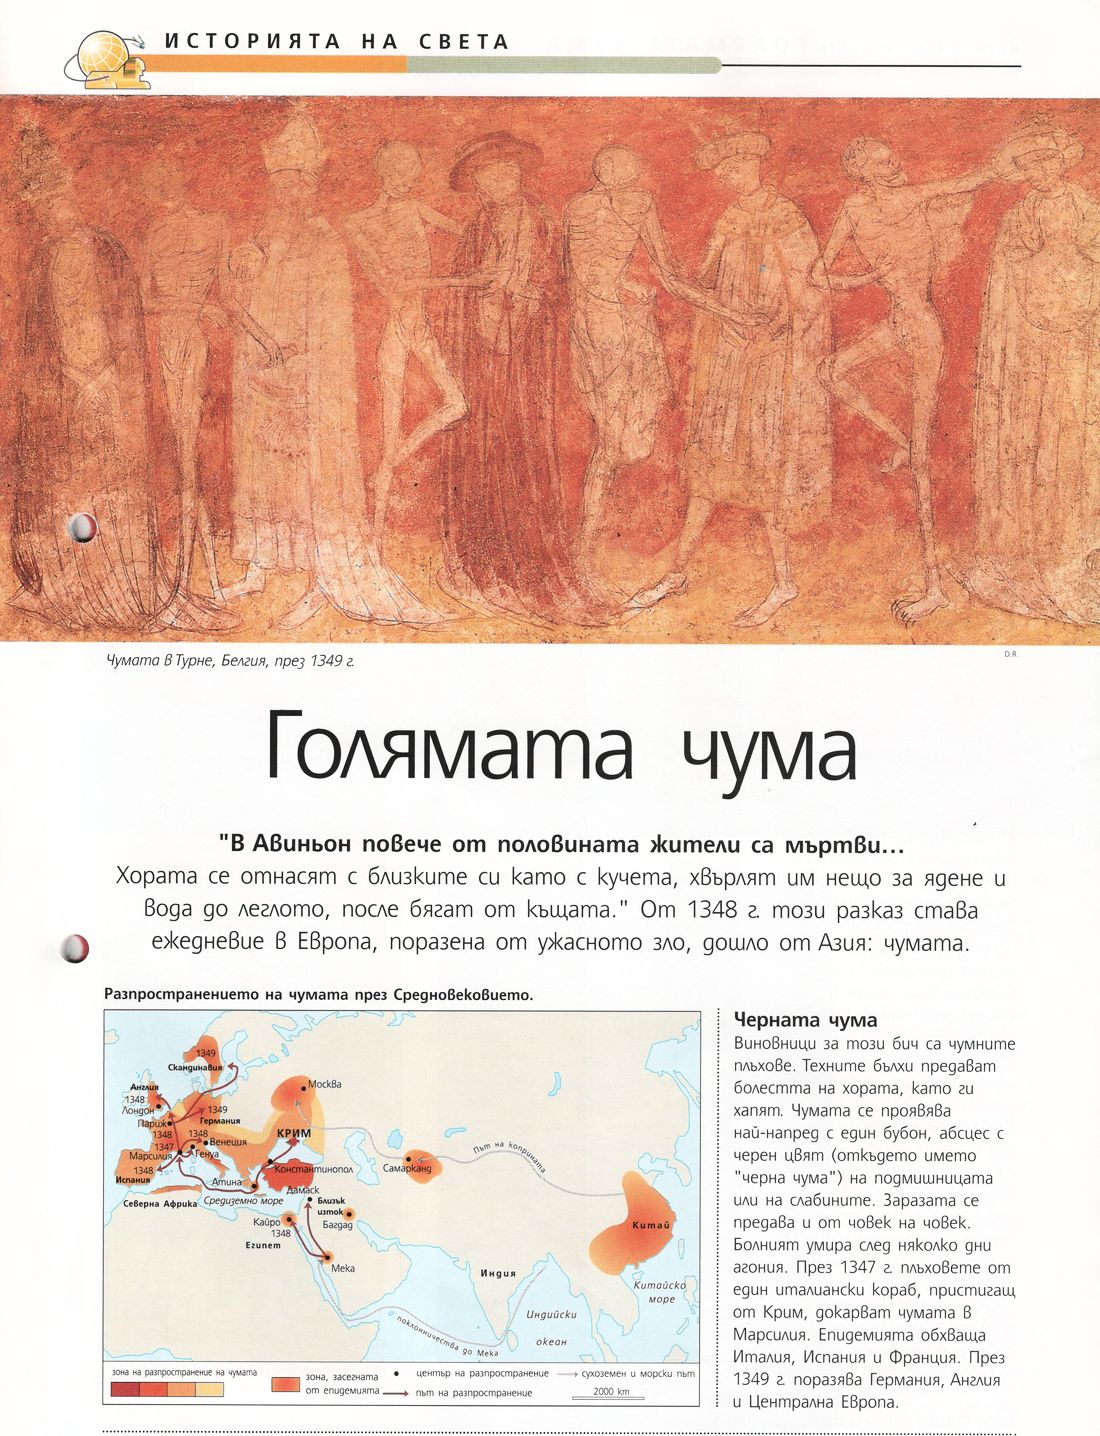 ИСТОРИЯТА НА СВЕТА
Чумата в Турне, Белгия, през 1349 г.
D.R.
Голямата чума
"В Авиньон повече от половината жители са мъртви...
Хората се отнасят с близките си като с кучета, хвърлят им нещо за ядене и
вода до леглото, после бягат от къщата." От 1348 г. този разказ става
ежедневие в Европа, поразена от ужасното зло, дошло от Азия: чумата.
Разпространението на чумата през Средновековието.
1349
Скандинавия
Москва
Англия
1348
Лондон
1349
Германия
Париж
1348
1348
КРИМ
1347
Венеция
Марсилия
Генуа
1348
Испания
Константинопол
Самарканд
Път на коприната
Атина
Дамаск
Северна Африка
Средиземно море
Близък
изток
Кайро
1348
Багдад
Египет
Мека
Китай
Индия
Китайско
море
Индийски
океан
поклонничества до Мека
зона на разпространение на чумата
зона, засегната
от епидемията
център на разпространение
път на разпространение
сухоземен и морски път
2000 km
Черната чума
Виновници за този бич са чумните
плъхове. Техните бълхи предават
болестта на хората, като ги
хапят. Чумата се проявява
най-напред с един бубон, абсцес с
черен цвят (откъдето името
"черна чума") на подмишницата
или на слабините. Заразата се
предава и от човек на човек.
Болният умира след няколко дни
агония. През 1347 г. плъховете от
един италиански кораб, пристигащ
от Крим, докарват чумата в
Марсилия. Епидемията обхваща
Италия, Испания и Франция. През
1349 г. поразява Германия, Англия
и Централна Европа.